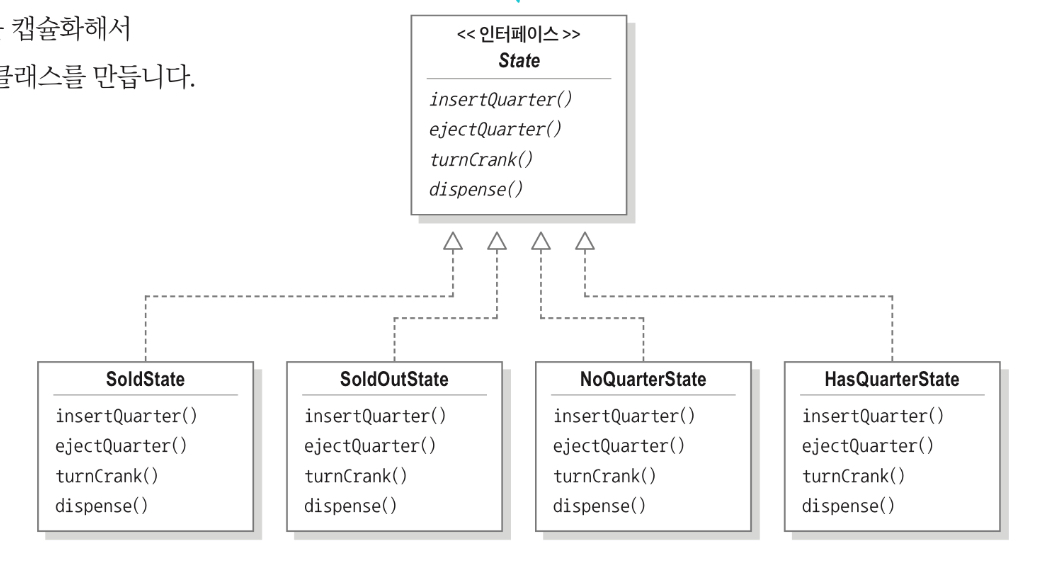 캡슐화해서
클래스를 만듭니다.
<< 인터페이스 >>
State
insertQuarter()
ejectQuarter()
turnCrank()
dispense()
SoldState
insertQuarter()
ejectQuarter()
turnCrank()
dispense()
SoldOutState
insertQuarter()
ejectQuarter()
turnCrank()
dispense()
NoQuarterState
insertQuarter()
ejectQuarter()
turnCrank()
dispense()
HasQuarterState
insertQuarter()
ejectQuarter()
turnCrank()
dispense()